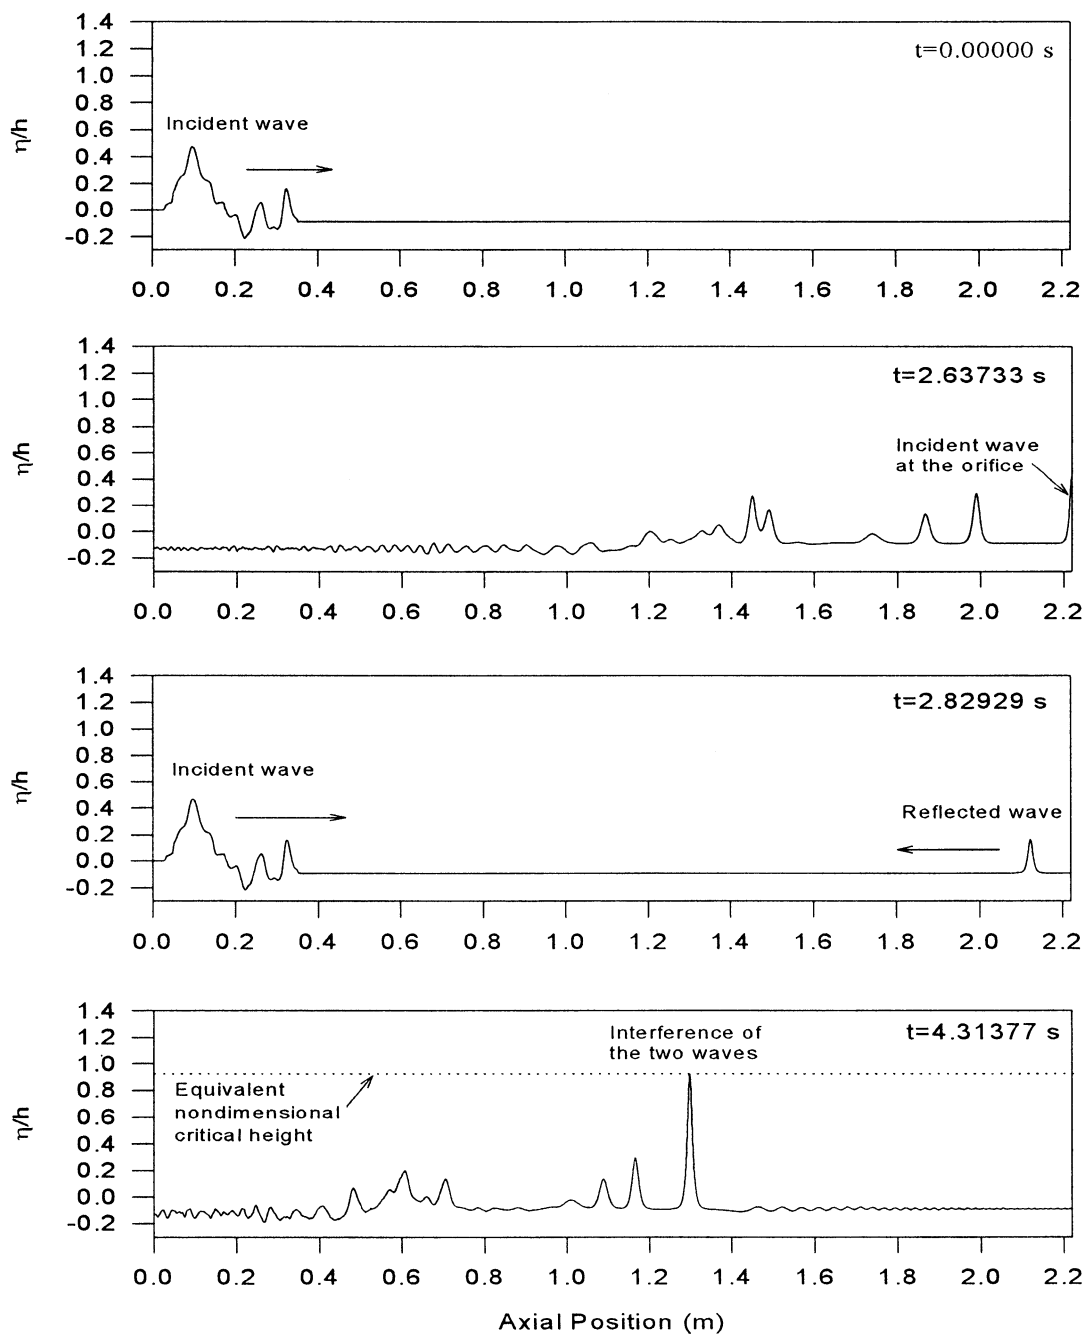 1.4
1.2
1.0
0.8
0.6
0.4
0.2
0.0
-0.2
η/h
t=0.00000 s
Incident wave
0.0 0.2 0.4 0.6 0.8 1.0 1.2 1.4 1.6 1.8 2.0 2.2
1.4
1.2
1.0
0.8
0.6
0.4
0.2
0.0
-0.2
η/h
t=2.63733 s
Incident wave
at the orifice
0.0 0.2 0.4 0.6 0.8 1.0 1.2 1.4 1.6 1.8 2.0 2.2
1.4
1.2
1.0
0.8
0.6
0.4
0.2
0.0
-0.2
η/h
t=2.82929 s
Incident wave
Reflected wave
0.0 0.2 0.4 0.6 0.8 1.0 1.2 1.4 1.6 1.8 2.0 2.2
1.4
1.2
1.0
0.8
0.6
0.4
0.2
0.0
-0.2
η/h
t=4.31377 s
Interference of
the two waves
Equivalent
nondimensional
critical height
0.0 0.2 0.4 0.6 0.8 1.0 1.2 1.4 1.6 1.8 2.0 2.2
Axial Position (m)